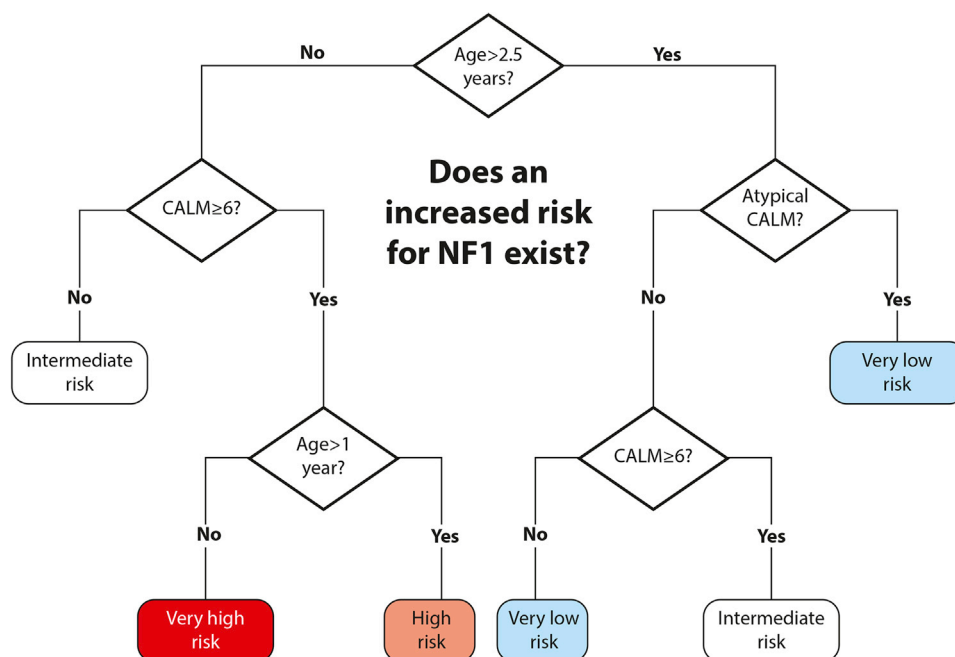 No
Age>2.5
years?
Yes
Does an
increased risk
for NF1 exist?
CALM≥6?
Atypical
CALM?
No
Yes
No
Yes
Intermediate
risk
Very low
risk
Age>1
year?
CALM≥6?
No
Yes
No
Yes
Very high
risk
High
risk
Very low
risk
Intermediate
risk